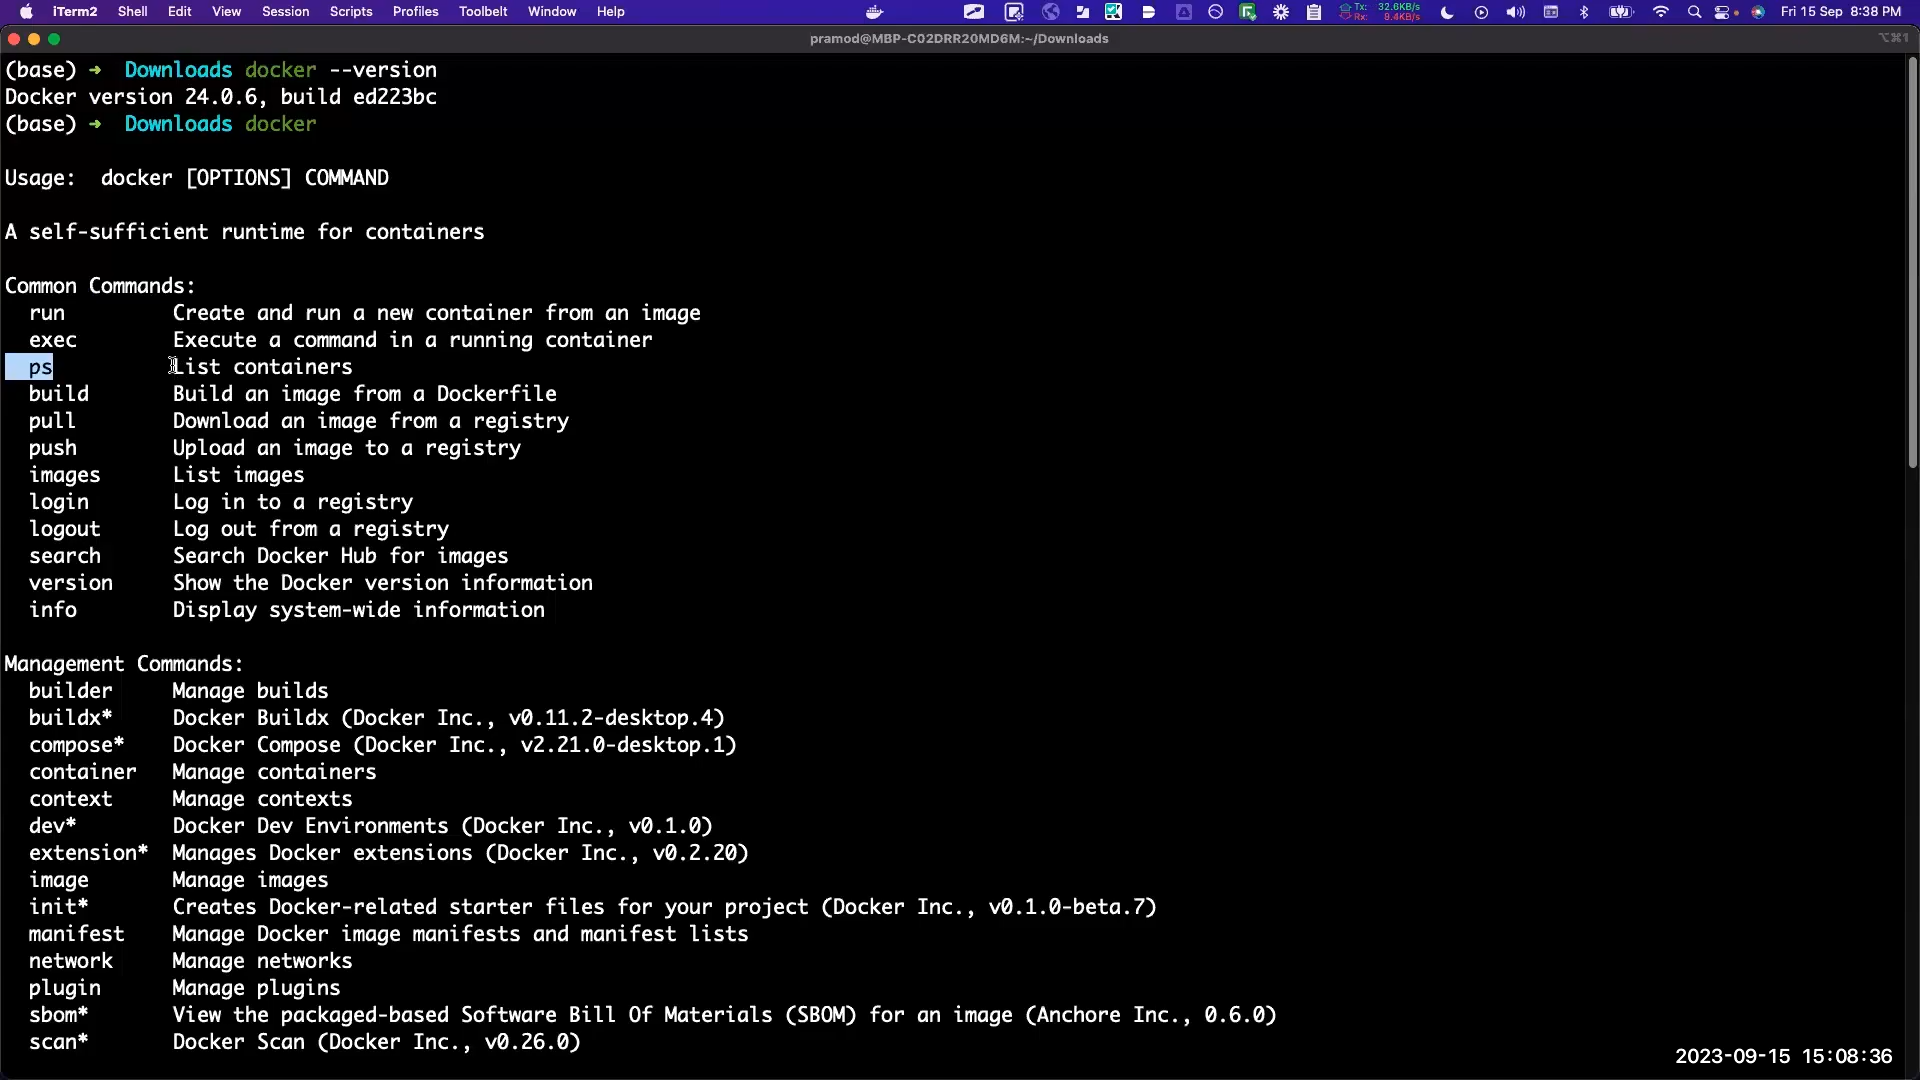 iTerm2 Shell Edit View Session Scripts Profiles Toolbelt Window Help Tx: 32.6KB/s Rx: 8.4KB/s Fri 15 Sep 8:38 PM
pramod@MBP-C02DRR20MD6M:~/Downloads ⌥⌘1
(base) ➜ Downloads docker --version
Docker version 24.0.6, build ed223bc
(base) ➜ Downloads docker
Usage: docker [OPTIONS] COMMAND
A self-sufficient runtime for containers
Common Commands:
run Create and run a new container from an image
exec Execute a command in a running container
ps List containers
build Build an image from a Dockerfile
pull Download an image from a registry
push Upload an image to a registry
images List images
login Log in to a registry
logout Log out from a registry
search Search Docker Hub for images
version Show the Docker version information
info Display system-wide information
Management Commands:
builder Manage builds
buildx* Docker Buildx (Docker Inc., v0.11.2-desktop.4)
compose* Docker Compose (Docker Inc., v2.21.0-desktop.1)
container Manage containers
context Manage contexts
dev* Docker Dev Environments (Docker Inc., v0.1.0)
extension* Manages Docker extensions (Docker Inc., v0.2.20)
image Manage images
init* Creates Docker-related starter files for your project (Docker Inc., v0.1.0-beta.7)
manifest Manage Docker image manifests and manifest lists
network Manage networks
plugin Manage plugins
sbom* View the packaged-based Software Bill Of Materials (SBOM) for an image (Anchore Inc., 0.6.0)
scan* Docker Scan (Docker Inc., v0.26.0)
2023-09-15 15:08:36